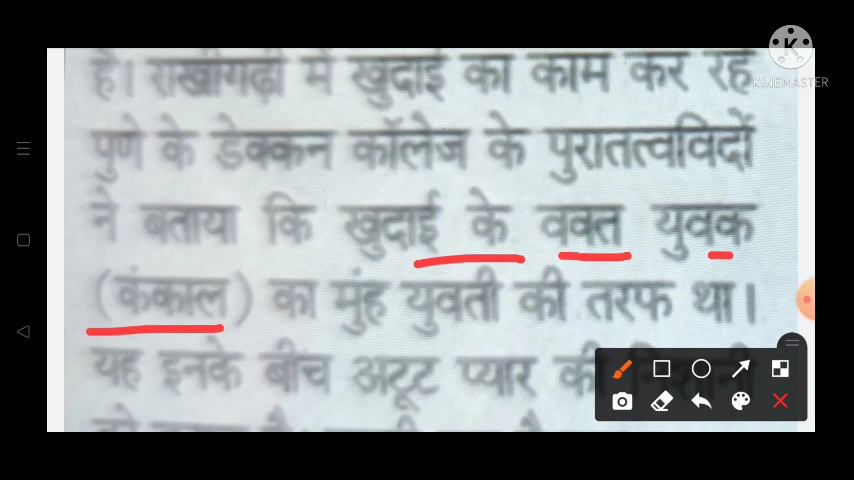 है। राखीगढ़ी में खुदाई का काम कर रहे
पुणे के डेक्कन कॉलेज के पुरातत्वविदों
ने बताया कि खुदाई के वक्त युवक
(कंकाल) का मुंह युवती की तरफ था।
यह इनके बीच अटूट प्यार की निशानी
K
KINEMASTER